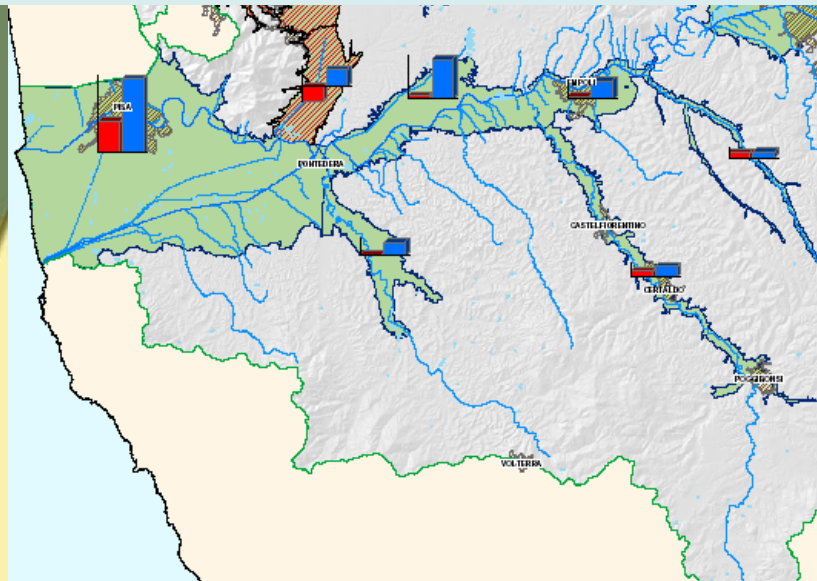 EMPOLI
PISA
PONTEDERA
CASTELFIORENTINO
CERTALDO
POGGIBONSI
VOLTERRA